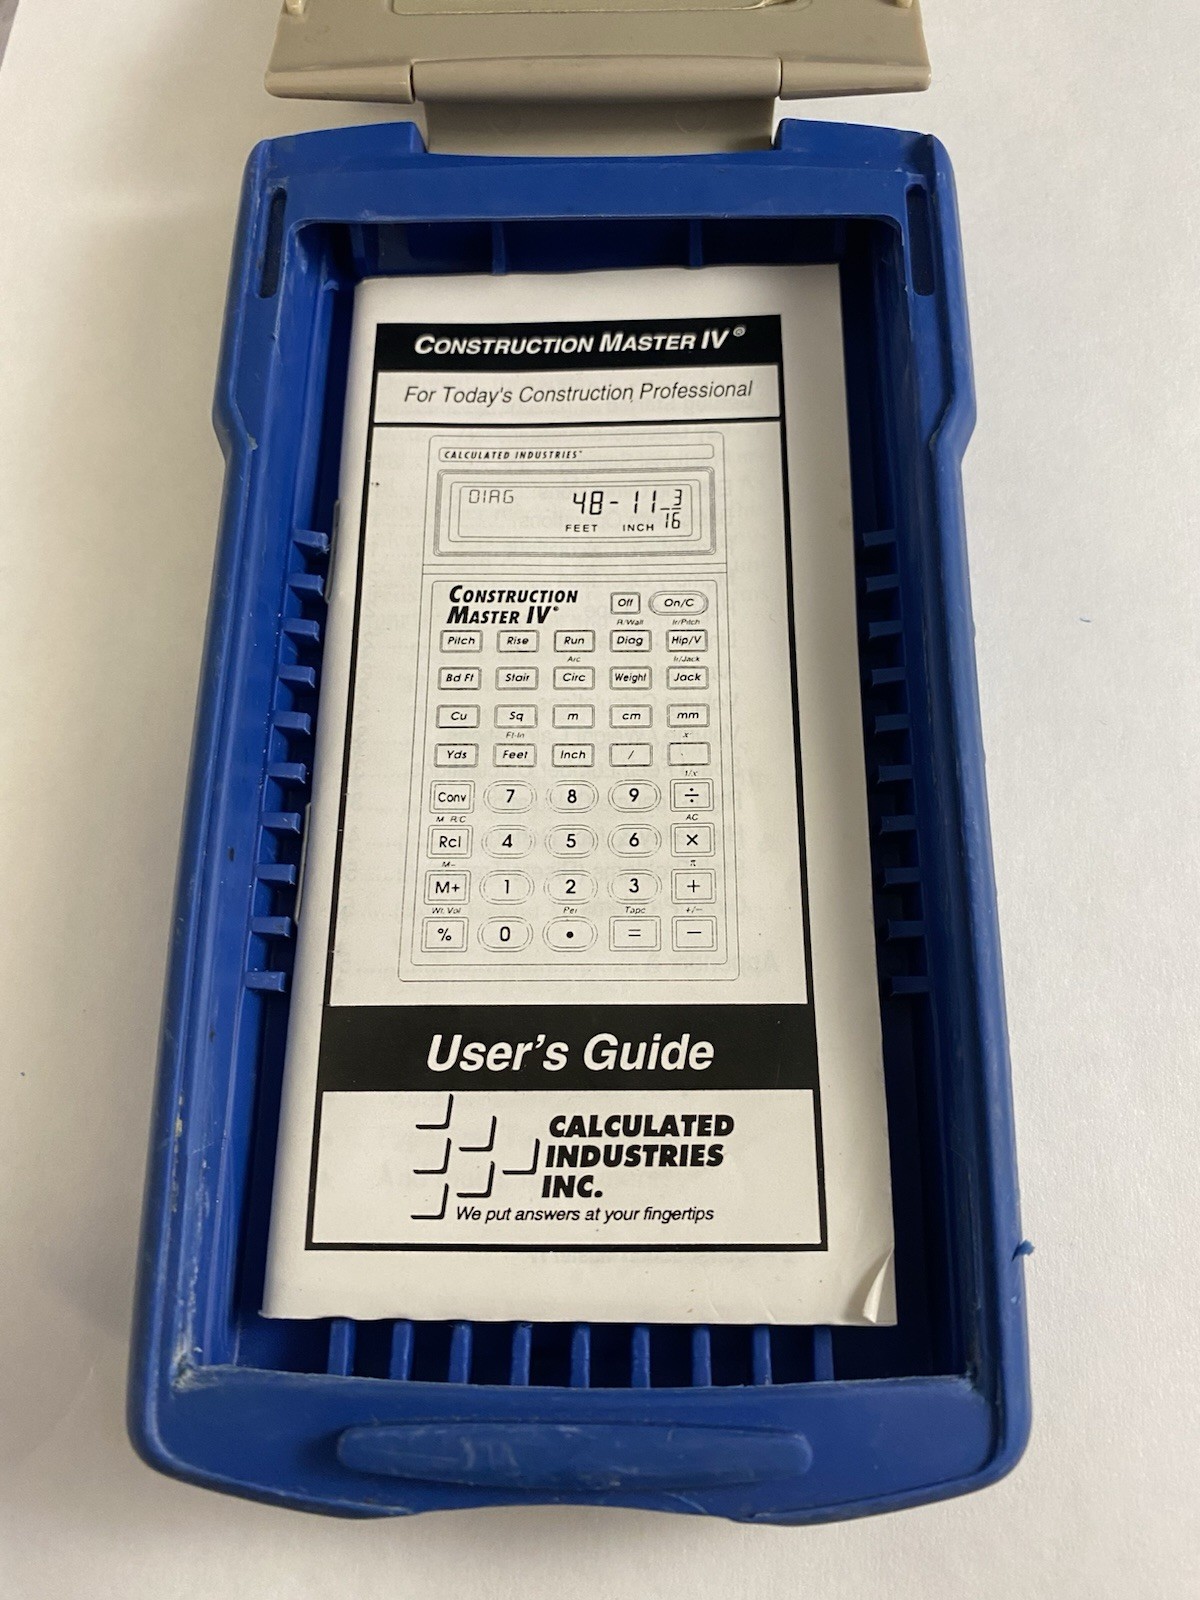 CONSTRUCTION MASTER IV®
For Today's Construction Professional
CALCULATED INDUSTRIES
DIAG 48-11 3/16
FEET INCH
CONSTRUCTION
MASTER IV®
Off On/C
R/Wall Ir/Pitch
Pitch Rise Run Diag Hip/V
Arc Ir/Jack
Bd Ft Stair Circ Weight Jack
Cu Sq m cm mm
Ft-In
Yds Feet Inch /
1/x
Conv 7 8 9 ÷
M R/C AC
Rcl 4 5 6 ×
M- π
M+ 1 2 3 +
Wt/Vol Per Tape +/-
% 0 • = −
User's Guide
CALCULATED
INDUSTRIES
INC.
We put answers at your fingertips